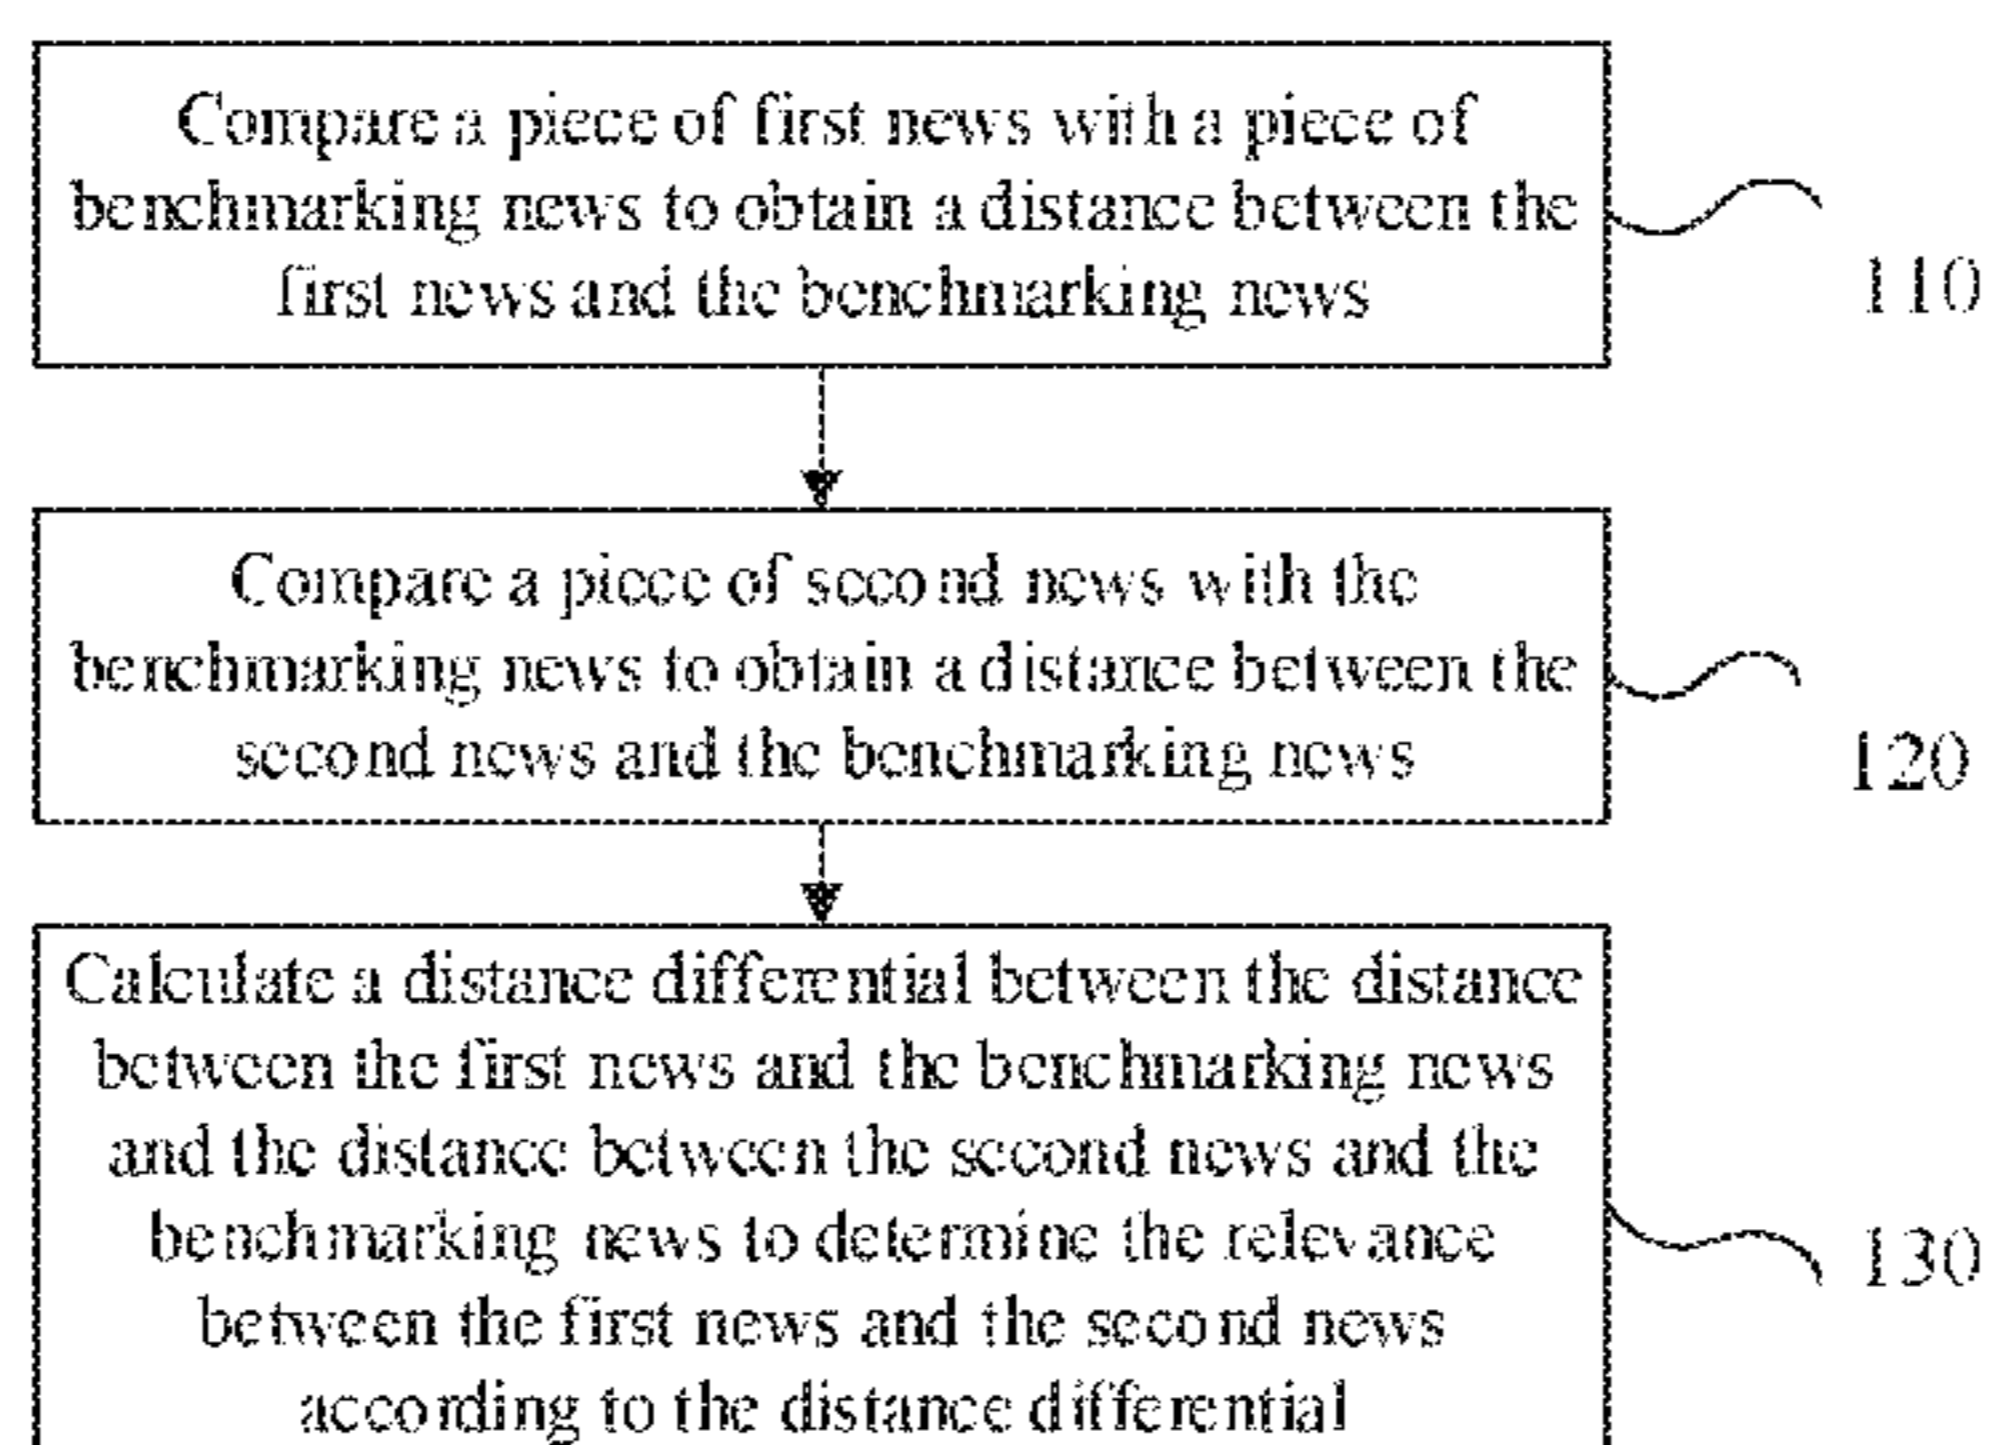 Compare a piece of first news with a piece of
benchmarking news to obtain a distance between the
first news and the benchmarking news
110
Compare a piece of second news with the
benchmarking news to obtain a distance between the
second news and the benchmarking news
120
Calculate a distance differential between the distance
between the first news and the benchmarking news
and the distance between the second news and the
benchmarking news to determine the relevance
between the first news and the second news
according to the distance differential
130